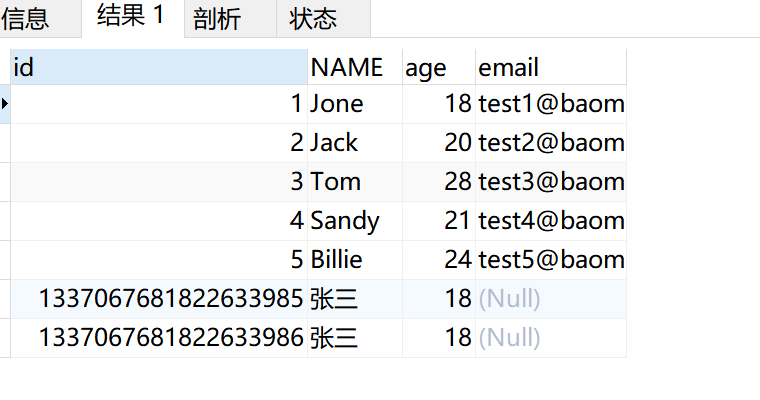 信息 结果 1 剖析 状态
id NAME age email
1 Jone 18 test1@baom
2 Jack 20 test2@baom
3 Tom 28 test3@baom
4 Sandy 21 test4@baom
5 Billie 24 test5@baom
1337067681822633985 张三 18 (Null)
1337067681822633986 张三 18 (Null)